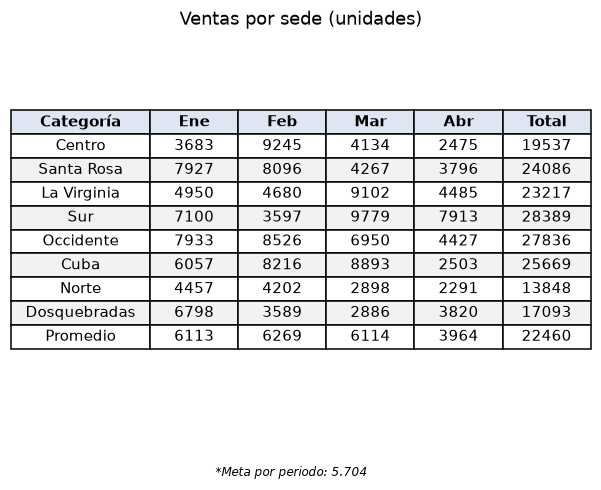 Ventas por sede (unidades)
Categoría Ene Feb Mar Abr Total
Centro 3683 9245 4134 2475 19537
Santa Rosa 7927 8096 4267 3796 24086
La Virginia 4950 4680 9102 4485 23217
Sur 7100 3597 9779 7913 28389
Occidente 7933 8526 6950 4427 27836
Cuba 6057 8216 8893 2503 25669
Norte 4457 4202 2898 2291 13848
Dosquebradas 6798 3589 2886 3820 17093
Promedio 6113 6269 6114 3964 22460
*Meta por periodo: 5.704